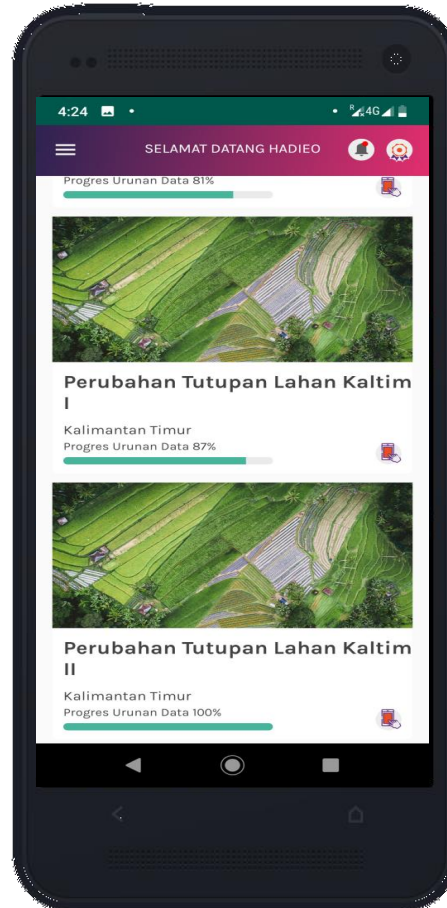 4:24
R 4G
SELAMAT DATANG HADIEO
Progres Urunan Data 81%
Perubahan Tutupan Lahan Kaltim
I
Kalimantan Timur
Progres Urunan Data 87%
Perubahan Tutupan Lahan Kaltim
II
Kalimantan Timur
Progres Urunan Data 100%